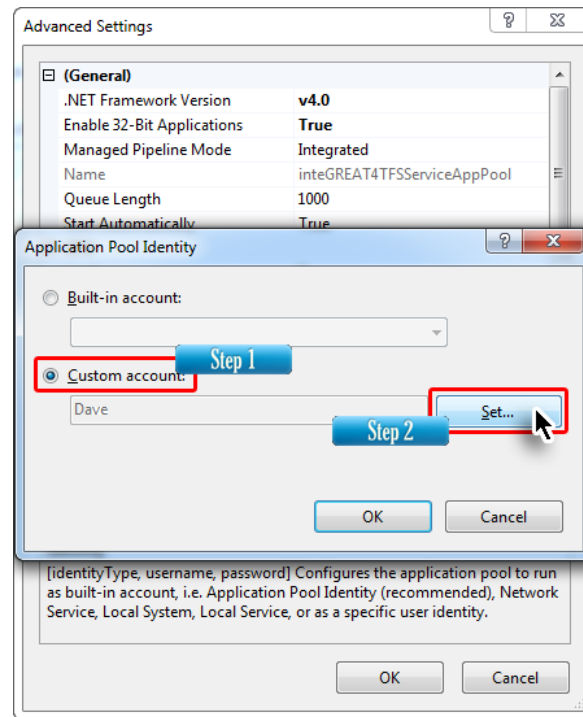 Advanced Settings
(General)
.NET Framework Version v4.0
Enable 32-Bit Applications True
Managed Pipeline Mode Integrated
Name inteGREAT4TFSServiceAppPool
Queue Length 1000
Start Automatically True
Application Pool Identity
Built-in account:
Step 1
Custom account:
Dave Set...
Step 2
OK Cancel
[identityType, username, password] Configures the application pool to run
as built-in account, i.e. Application Pool Identity (recommended), Network
Service, Local System, Local Service, or as a specific user identity.
OK Cancel